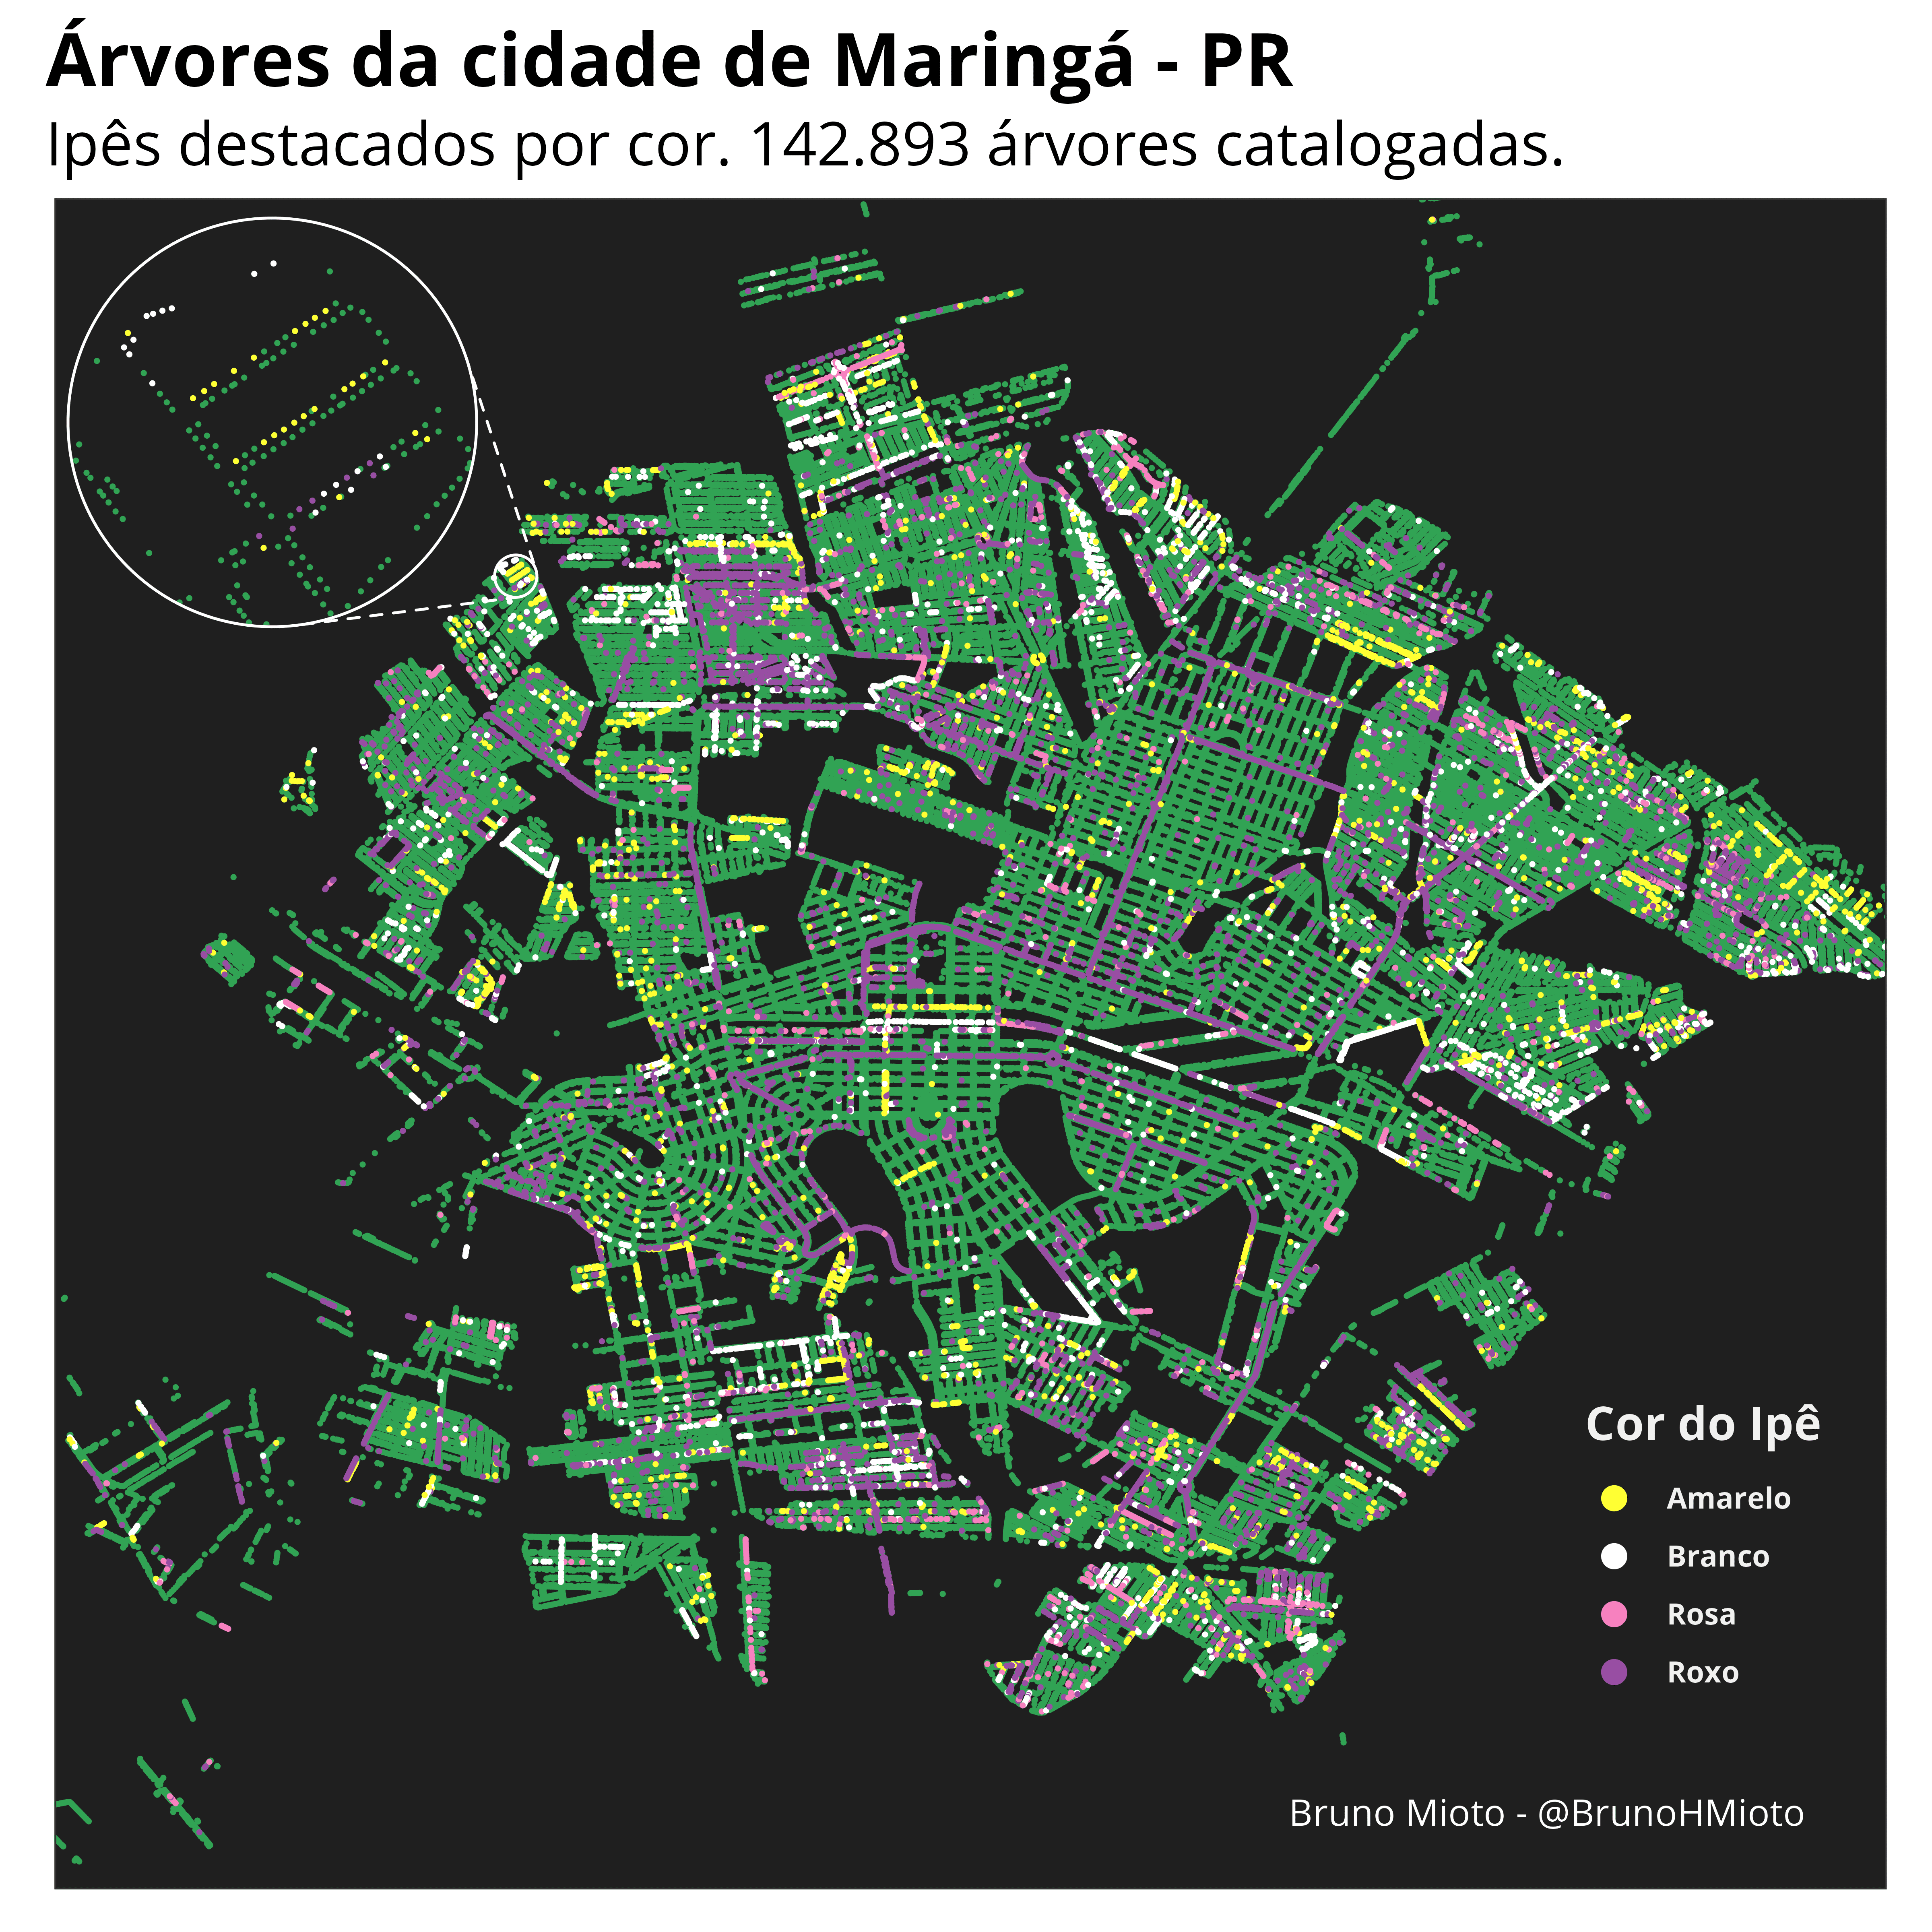 Árvores da cidade de Maringá - PR
Ipês destacados por cor. 142.893 árvores catalogadas.
Cor do Ipê
Amarelo
Branco
Rosa
Roxo
Bruno Mioto - @BrunoHMioto